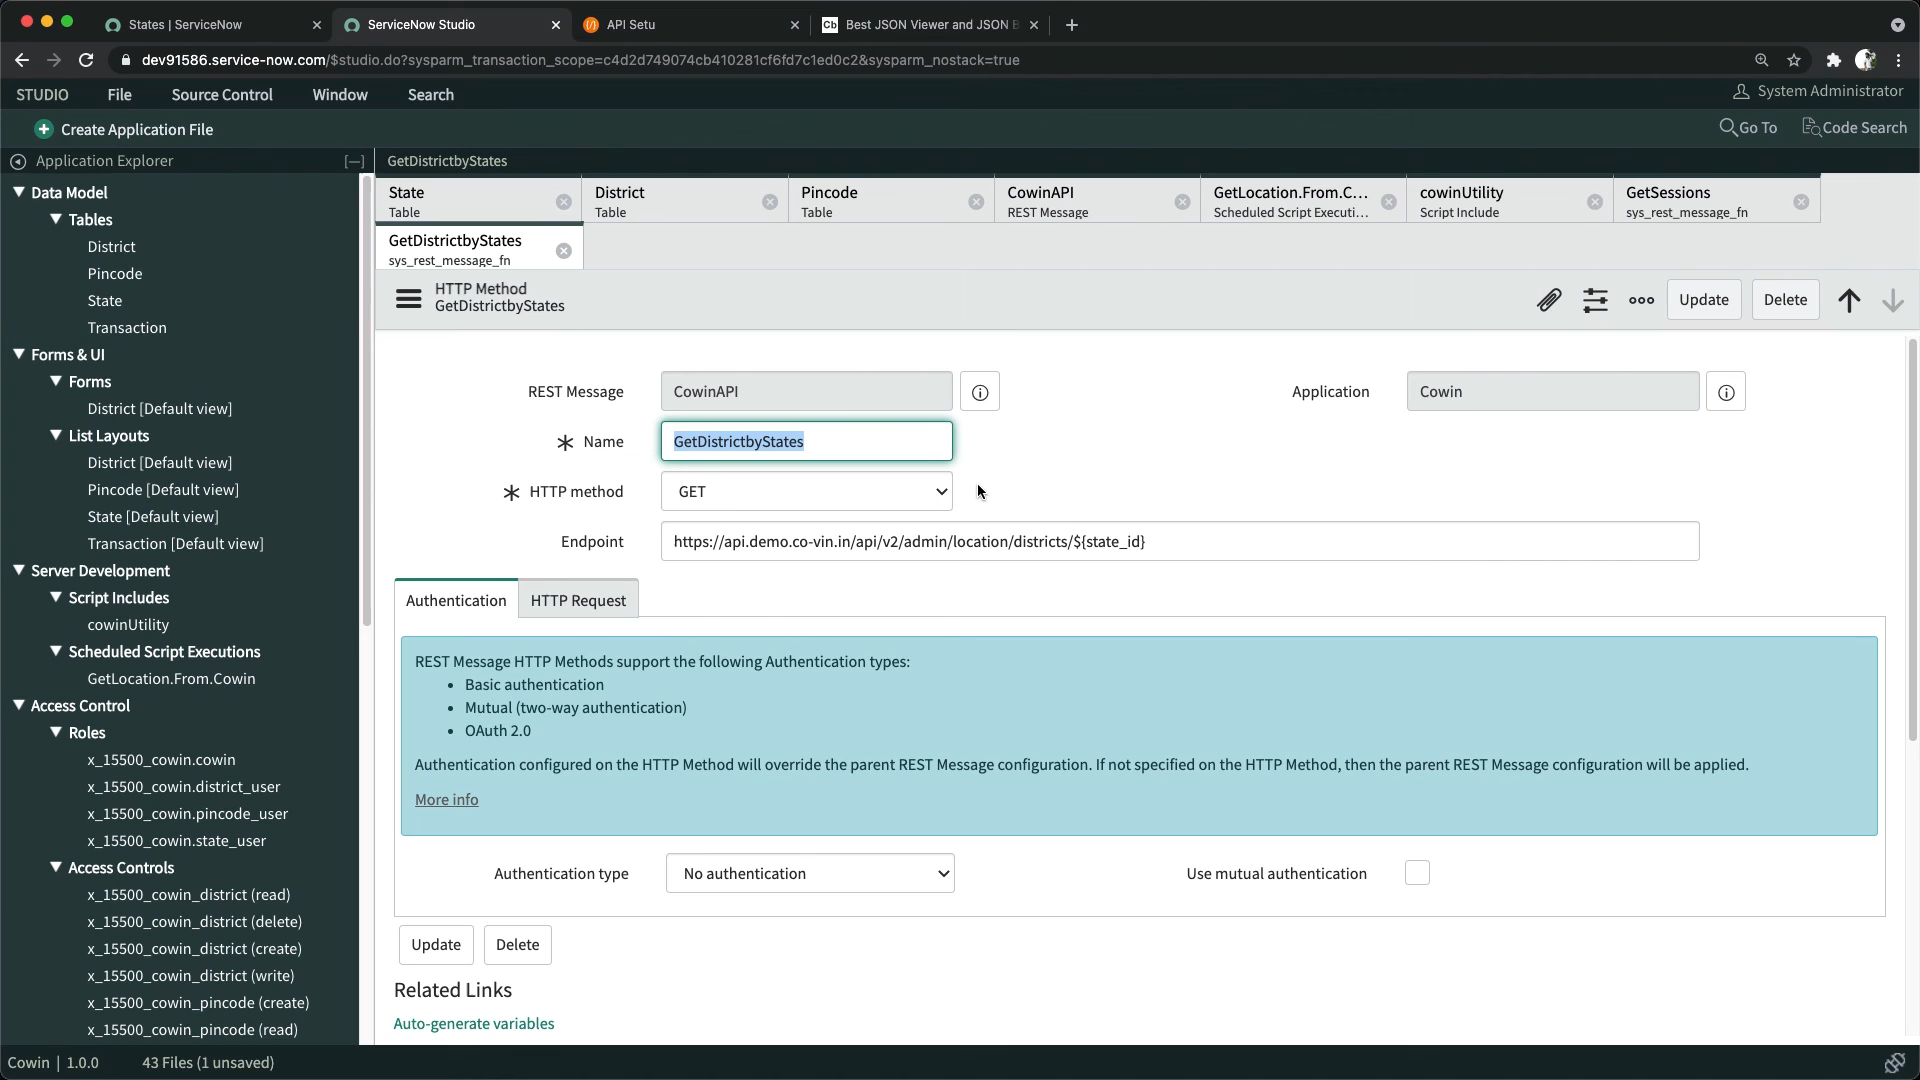 States | ServiceNow
ServiceNow Studio
API Setu
Cb Best JSON Viewer and JSON B
dev91586.service-now.com/$studo.do?sysparm_transaction_scope=c4d2d749074cb410281cf6fd7c1ed0c2&sysparm_nostack=true
STUDIO File Source Control Window Search
System Administrator
Create Application File
Go To Code Search
Application Explorer
GetDistrictbyStates
State
Table
District
Table
Pincode
Table
CowinAPI
REST Message
GetLocation.From.C...
Scheduled Script Executi...
cowinUtility
Script Include
GetSessions
sys_rest_message_fn
GetDistrictbyStates
sys_rest_message_fn
Data Model
Tables
District
Pincode
State
Transaction
Forms & UI
Forms
District [Default view]
List Layouts
District [Default view]
Pincode [Default view]
State [Default view]
Transaction [Default view]
Server Development
Script Includes
cowinUtility
Scheduled Script Executions
GetLocation.From.Cowin
Access Control
Roles
x_15500_cowin.cowin
x_15500_cowin.district_user
x_15500_cowin.pincode_user
x_15500_cowin.state_user
Access Controls
x_15500_cowin_district (read)
x_15500_cowin_district (delete)
x_15500_cowin_district (create)
x_15500_cowin_district (write)
x_15500_cowin_pincode (create)
x_15500_cowin_pincode (read)
HTTP Method
GetDistrictbyStates
Update Delete
REST Message CowinAPI
Application Cowin
Name GetDistrictbyStates
HTTP method GET
Endpoint https://api.demo.co-vin.in/api/v2/admin/location/districts/${state_id}
Authentication HTTP Request
REST Message HTTP Methods support the following Authentication types:
• Basic authentication
• Mutual (two-way authentication)
• OAuth 2.0
Authentication configured on the HTTP Method will override the parent REST Message configuration. If not specified on the HTTP Method, then the parent REST Message configuration will be applied.
More info
Authentication type No authentication
Use mutual authentication
Update Delete
Related Links
Auto-generate variables
Cowin | 1.0.0 43 Files (1 unsaved)